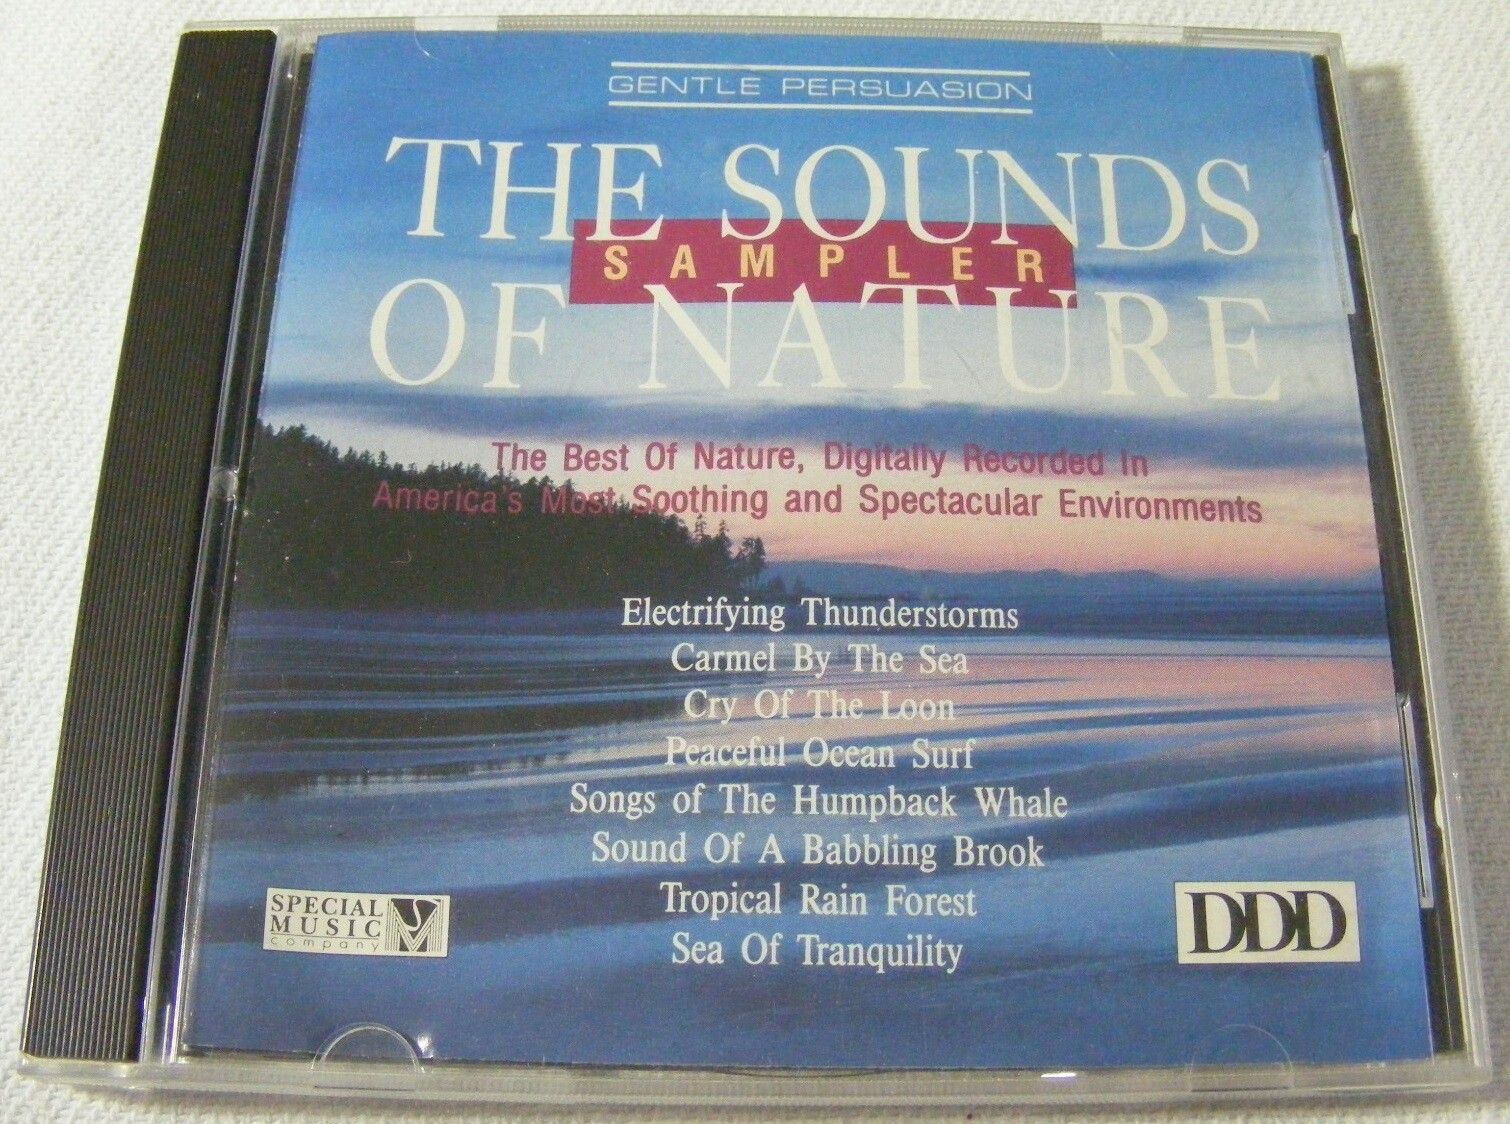 GENTLE PERSUASION
THE SOUNDS
SAMPLER
OF NATURE
The Best Of Nature, Digitally Recorded In
America's Most Soothing and Spectacular Environments
Electrifying Thunderstorms
Carmel By The Sea
Cry Of The Loon
Peaceful Ocean Surf
Songs of The Humpback Whale
Sound Of A Babbling Brook
Tropical Rain Forest
Sea Of Tranquility
SPECIAL
MUSIC
company
DDD